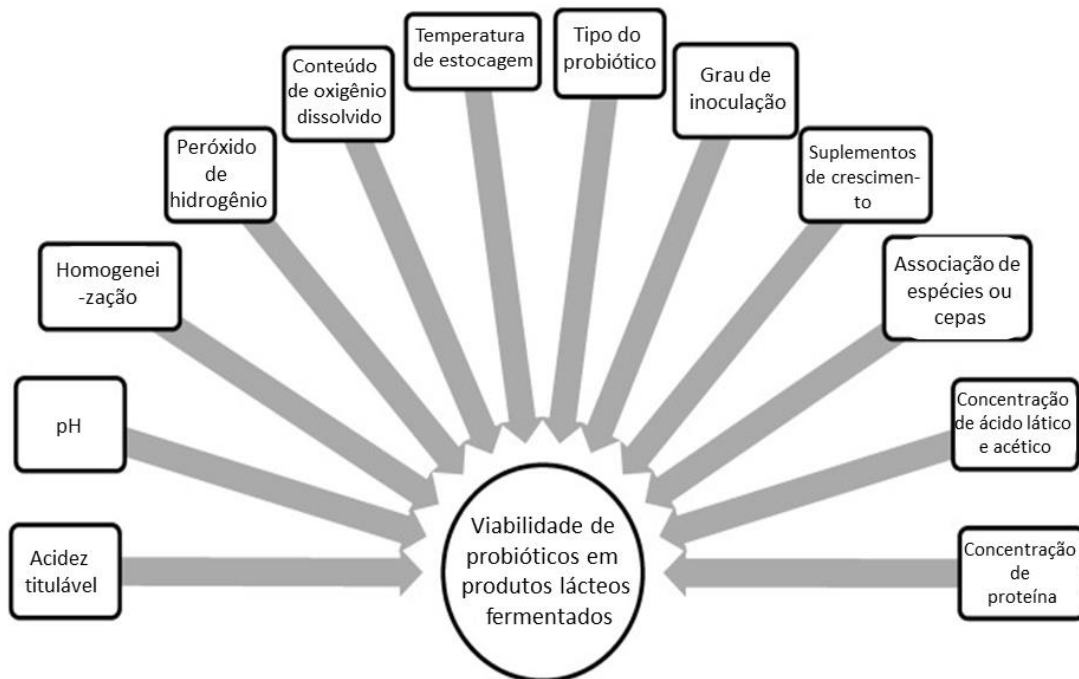 Acidez
titulável
pH
Homogenei
-zação
Peróxido
de
hidrogênio
Conteúdo
de oxigênio
dissolvido
Temperatura
de estocagem
Tipo do
probiótico
Grau de
inoculação
Suplementos
de crescimen-
to
Associação de
espécies ou
cepas
Concentração
de ácido lático
e acético
Concentração
de
proteína
Viabilidade de
probióticos em
produtos lácteos
fermentados